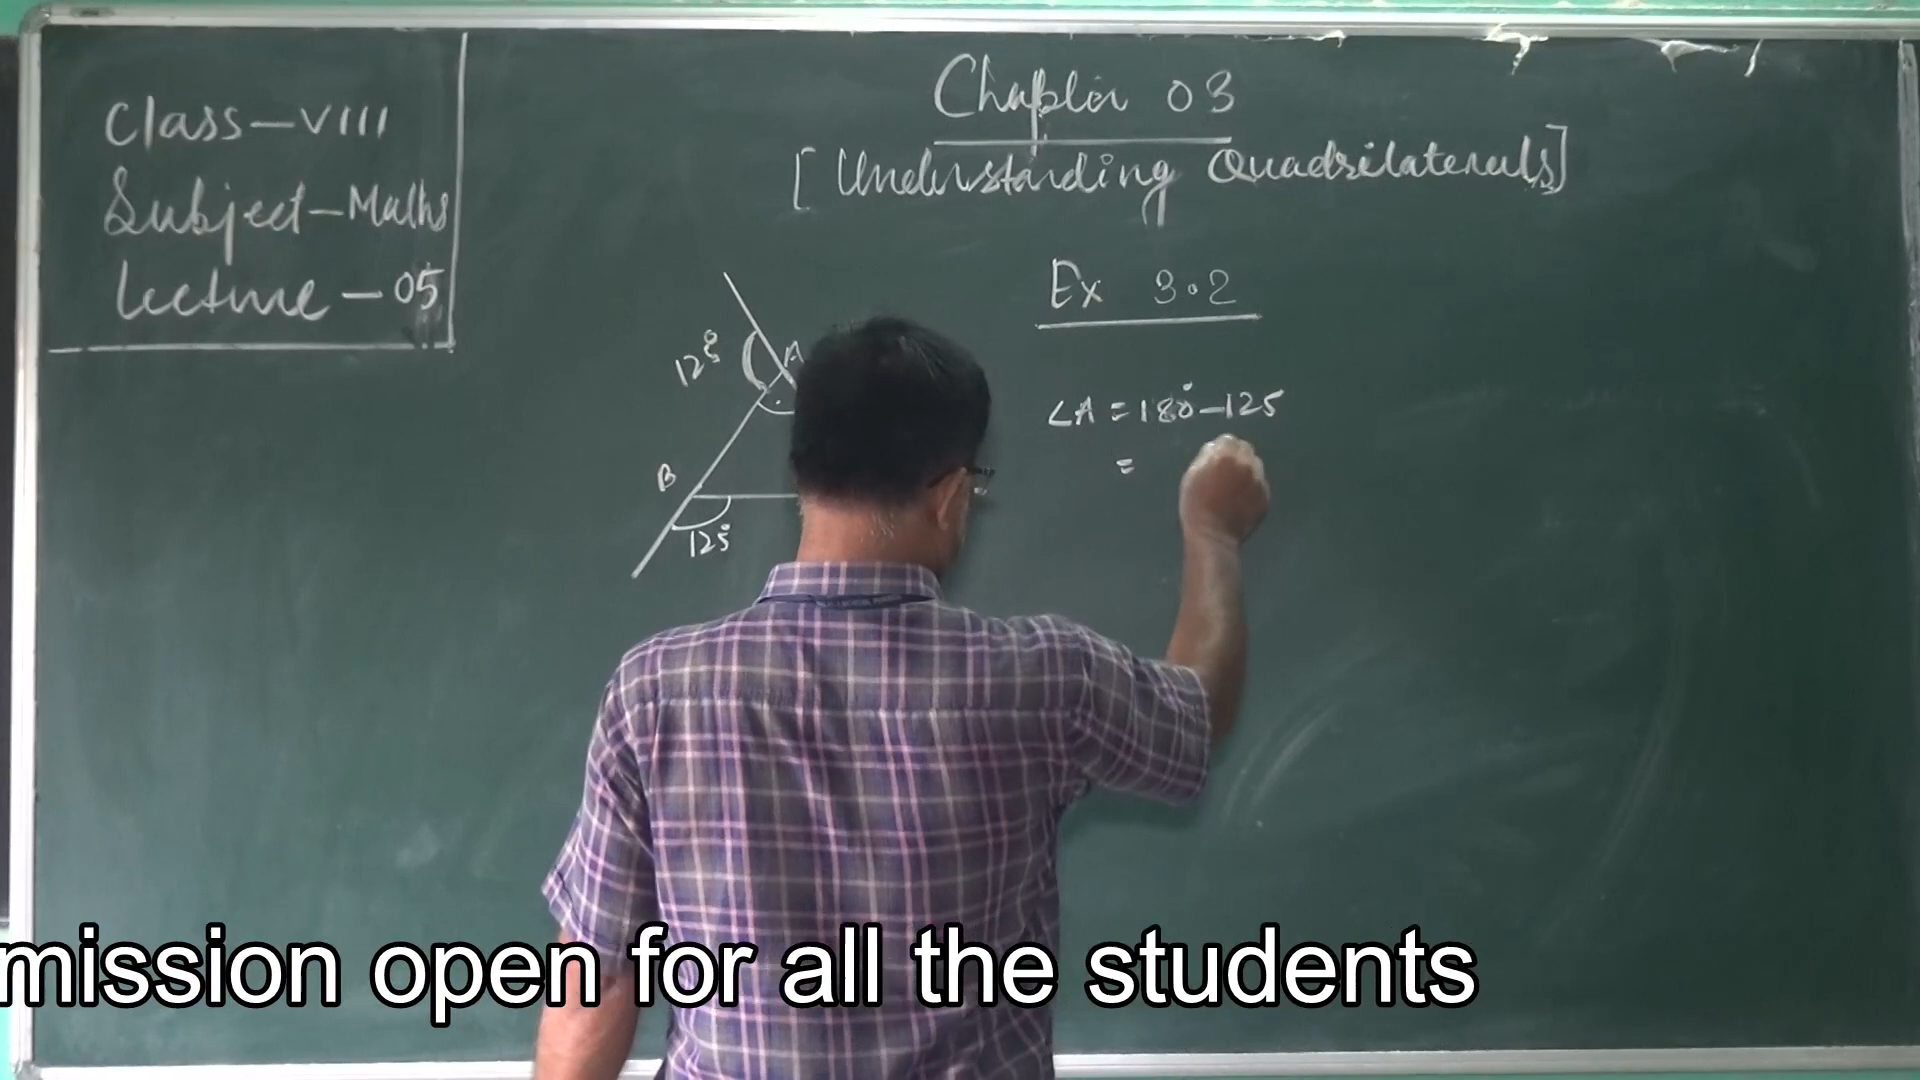 Class-VIII
Subject-Maths
Lecture-05
Chapter 03
[Understanding Quadrilaterals]
Ex 3.2
125°
A
∠A = 180°-125
=
B
125°
mission open for all the students